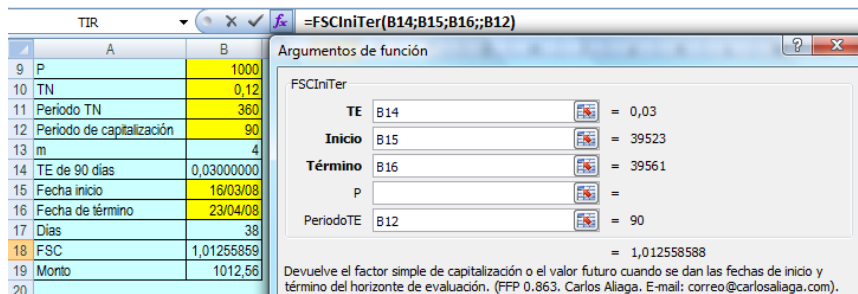 TIR =FSCIniTer(B14;B15;B16;;B12)
A B
9 P 1000
10 TN 0,12
11 Período TN 360
12 Período de capitalización 90
13 m 4
14 TE de 90 días 0,03000000
15 Fecha inicio 16/03/08
16 Fecha de término 23/04/08
17 Días 38
18 FSC 1,01255859
19 Monto 1012,56
20
Argumentos de función
FSCIniTer
TE B14 = 0,03
Inicio B15 = 39523
Término B16 = 39561
P =
PeriodoTE B12 = 90
= 1,012558588
Devuelve el factor simple de capitalización o el valor futuro cuando se dan las fechas de inicio y
término del horizonte de evaluación. (FFP 0.863. Carlos Aliaga. E-mail: correo@carlosaliaga.com).